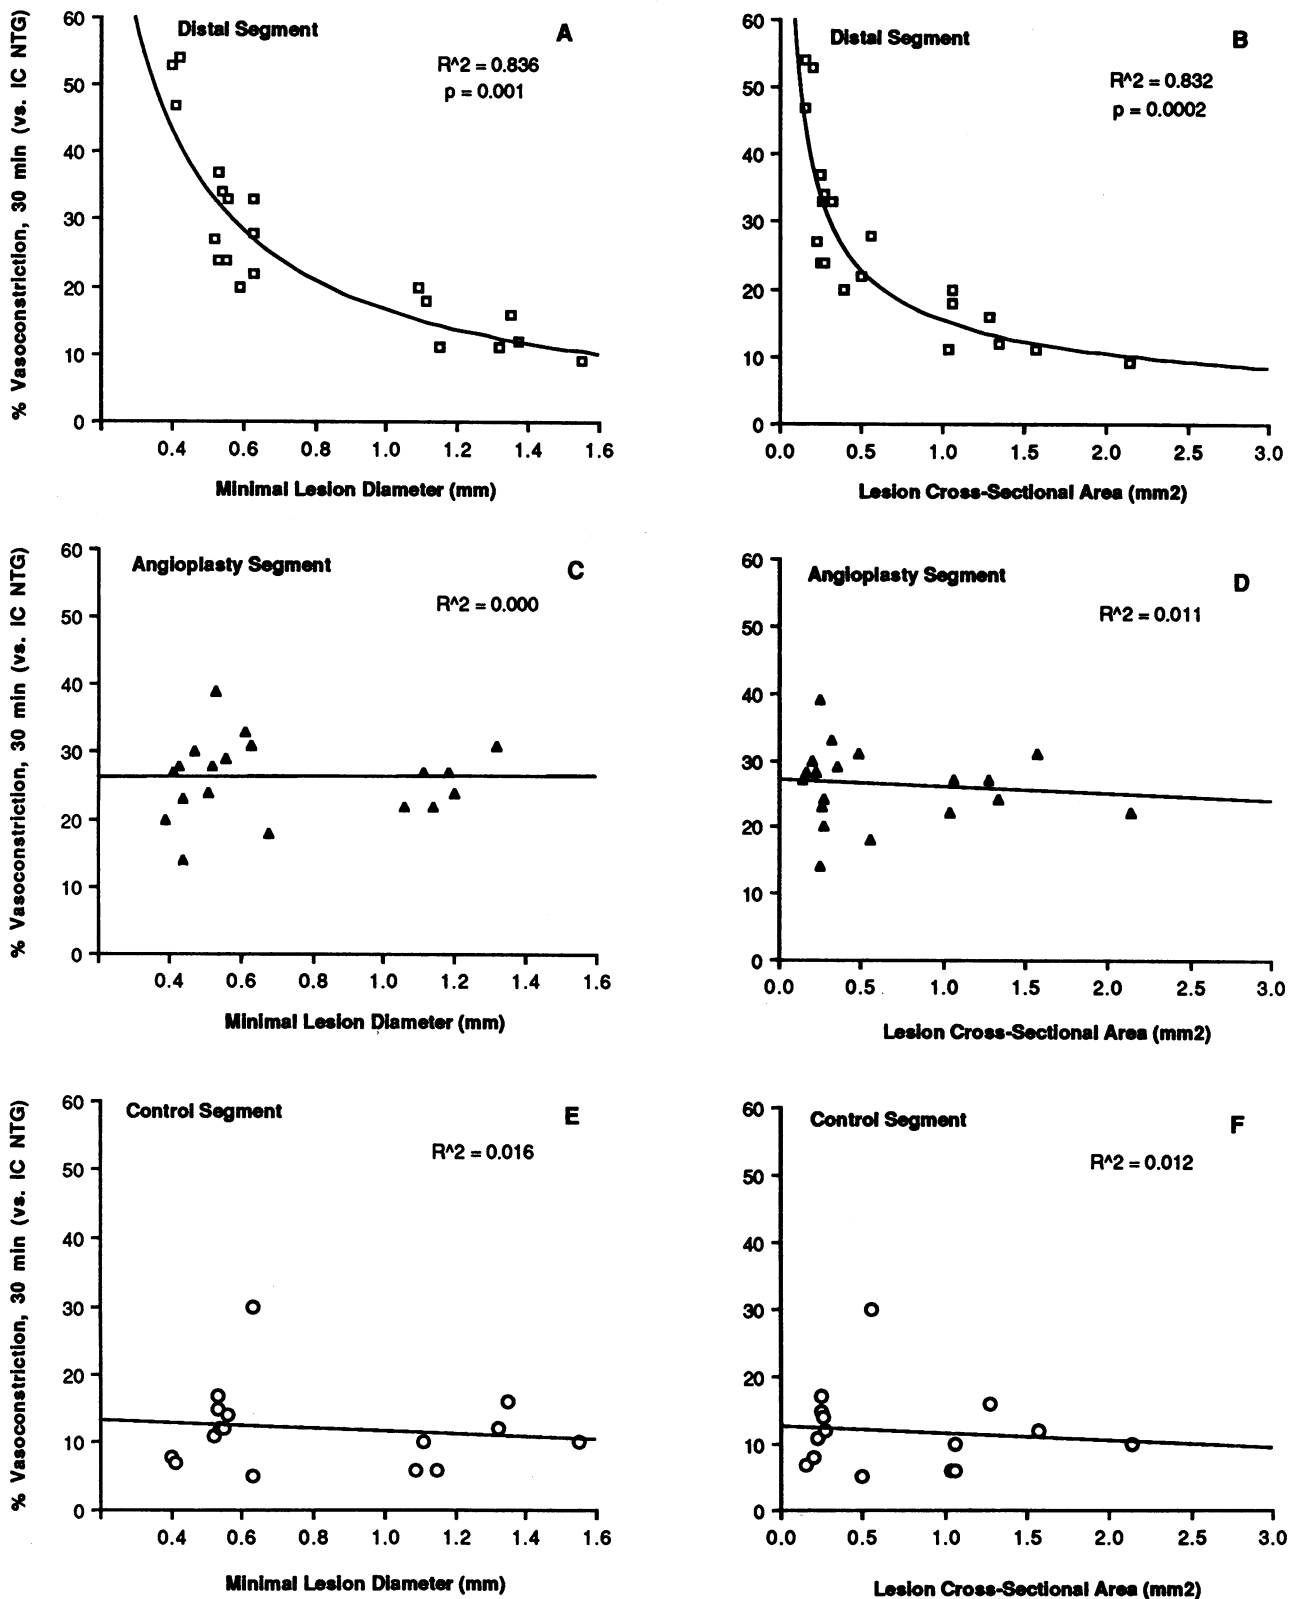 % Vasoconstriction, 30 min (vs. IC NTG)
Distal Segment
A
R^2 = 0.836
p = 0.001
60
50
40
30
20
10
0
0.4 0.6 0.8 1.0 1.2 1.4 1.6
Minimal Lesion Diameter (mm)
Distal Segment
B
R^2 = 0.832
p = 0.0002
60
50
40
30
20
10
0
0.0 0.5 1.0 1.5 2.0 2.5 3.0
Lesion Cross-Sectional Area (mm2)
% Vasoconstriction, 30 min (vs. IC NTG)
Angioplasty Segment
C
R^2 = 0.000
60
50
40
30
20
10
0
0.4 0.6 0.8 1.0 1.2 1.4 1.6
Minimal Lesion Diameter (mm)
Angioplasty Segment
D
R^2 = 0.011
60
50
40
30
20
10
0
0.0 0.5 1.0 1.5 2.0 2.5 3.0
Lesion Cross-Sectional Area (mm2)
% Vasoconstriction, 30 min (vs. IC NTG)
Control Segment
E
R^2 = 0.016
60
50
40
30
20
10
0
0.4 0.6 0.8 1.0 1.2 1.4 1.6
Minimal Lesion Diameter (mm)
Control Segment
F
R^2 = 0.012
60
50
40
30
20
10
0
0.0 0.5 1.0 1.5 2.0 2.5 3.0
Lesion Cross-Sectional Area (mm2)